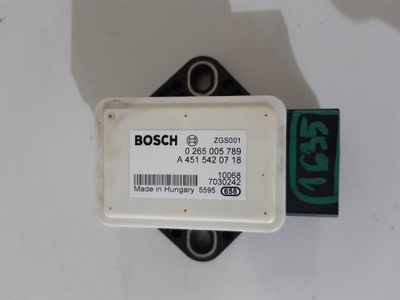 BOSCH ZGS001
0 265 005 789
A 451 542 07 18
10068
7030242
Made in Hungary 5595 658
1635